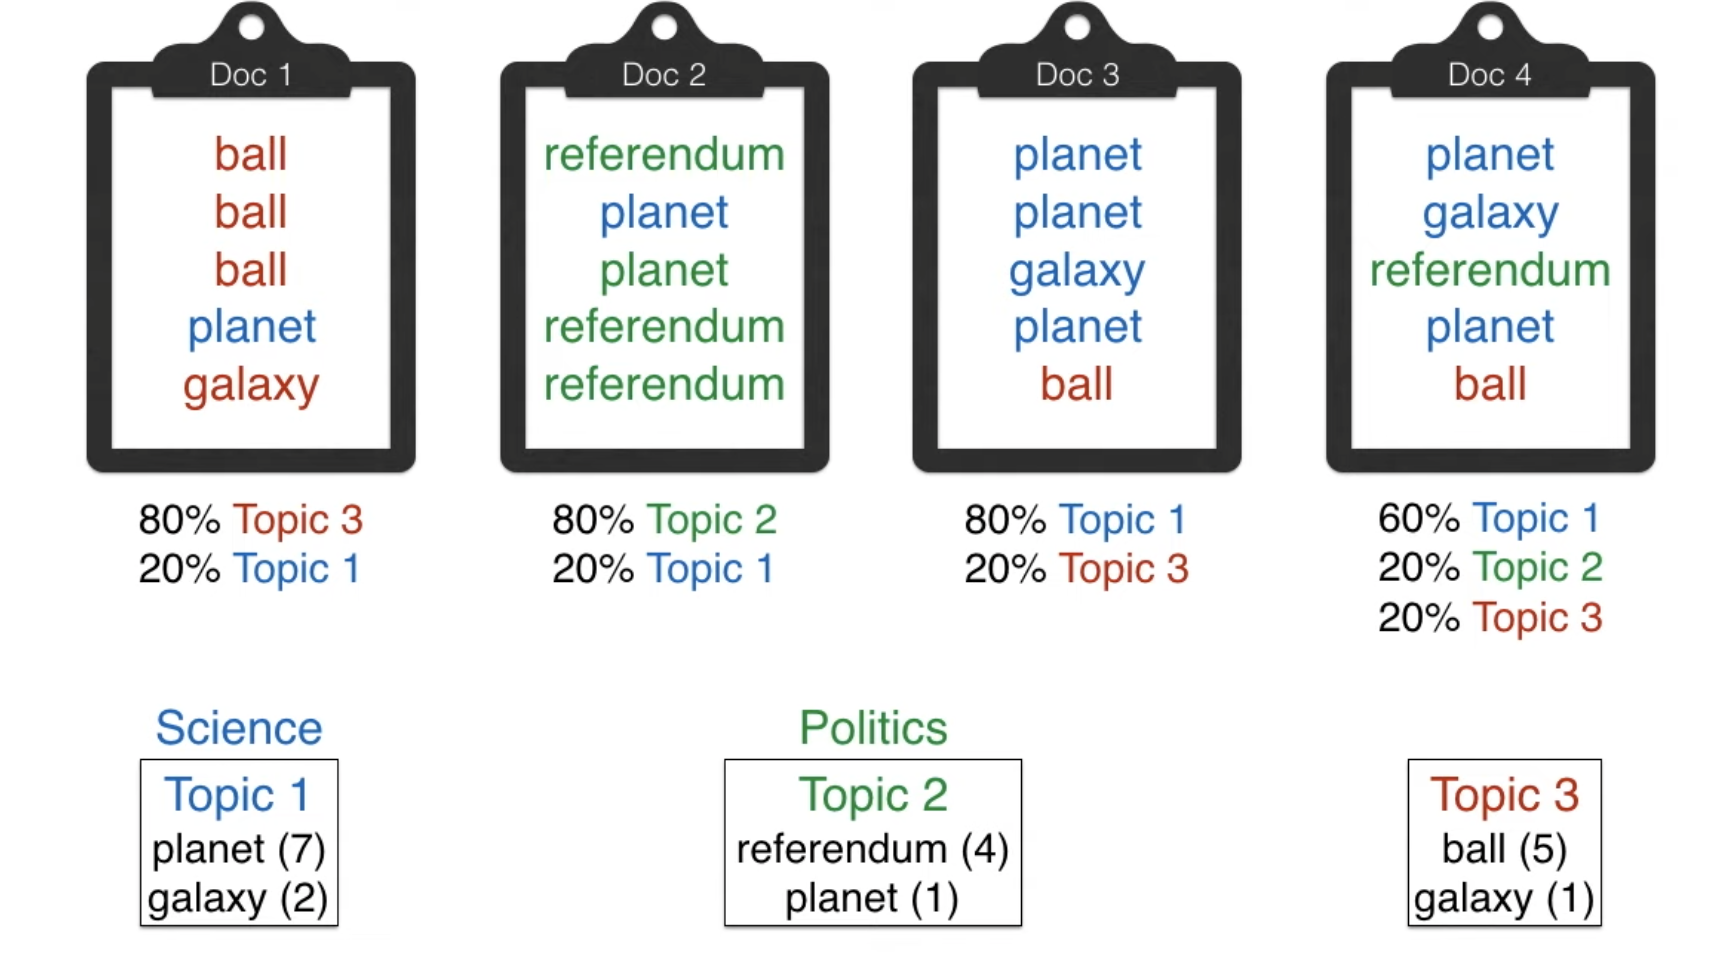 Doc 1
ball
ball
ball
planet
galaxy
80% Topic 3
20% Topic 1
Doc 2
referendum
planet
planet
referendum
referendum
80% Topic 2
20% Topic 1
Doc 3
planet
planet
galaxy
planet
ball
80% Topic 1
20% Topic 3
Doc 4
planet
galaxy
referendum
planet
ball
60% Topic 1
20% Topic 2
20% Topic 3
Science
Topic 1
planet (7)
galaxy (2)
Politics
Topic 2
referendum (4)
planet (1)
Topic 3
ball (5)
galaxy (1)